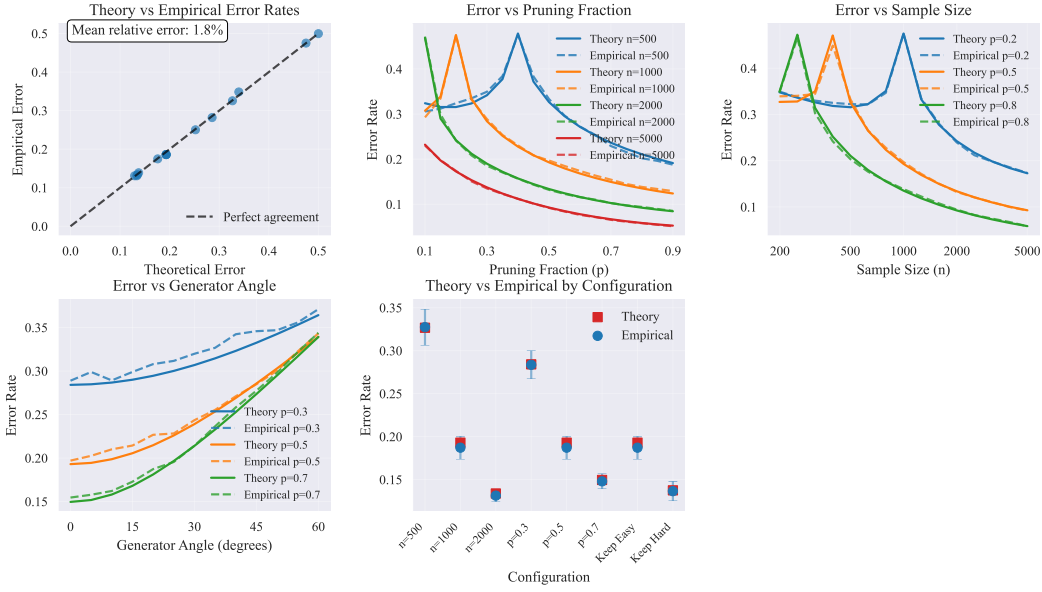 Theory vs Empirical Error Rates
Mean relative error: 1.8%
Empirical Error
0.5
0.4
0.3
0.2
0.1
0.0
Perfect agreement
0.0 0.1 0.2 0.3 0.4 0.5
Theoretical Error
Error vs Pruning Fraction
Error Rate
0.4
0.3
0.2
0.1
Theory n=500
Empirical n=500
Theory n=1000
Empirical n=1000
Theory n=2000
Empirical n=2000
Theory n=5000
Empirical n=5000
0.1 0.3 0.5 0.7 0.9
Pruning Fraction (p)
Error vs Sample Size
Error Rate
0.4
0.3
0.2
0.1
Theory p=0.2
Empirical p=0.2
Theory p=0.5
Empirical p=0.5
Theory p=0.8
Empirical p=0.8
200 500 1000 2000 5000
Sample Size (n)
Error vs Generator Angle
Error Rate
0.35
0.30
0.25
0.20
0.15
Theory p=0.3
Empirical p=0.3
Theory p=0.5
Empirical p=0.5
Theory p=0.7
Empirical p=0.7
0 15 30 45 60
Generator Angle (degrees)
Theory vs Empirical by Configuration
Error Rate
0.35
0.30
0.25
0.20
0.15
Theory
Empirical
n=500
n=1000
n=2000
p=0.3
p=0.5
p=0.7
Keep Easy
Keep Hard
Configuration